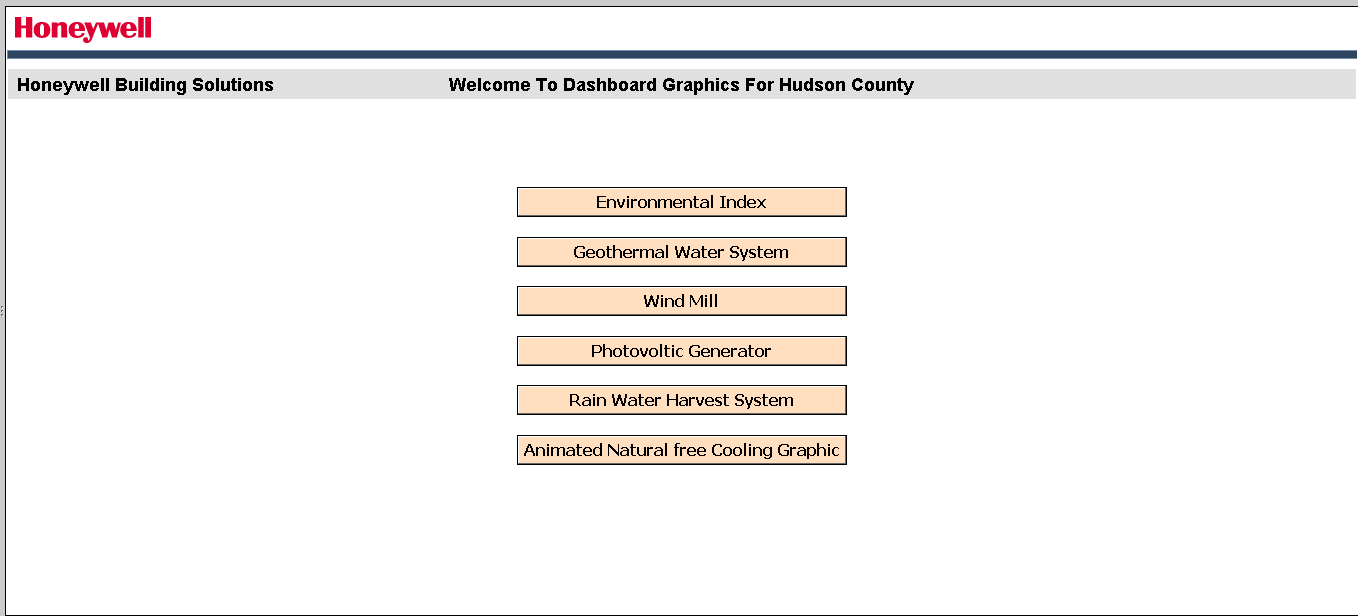 Honeywell
Honeywell Building Solutions Welcome To Dashboard Graphics For Hudson County
Environmental Index
Geothermal Water System
Wind Mill
Photovoltic Generator
Rain Water Harvest System
Animated Natural free Cooling Graphic